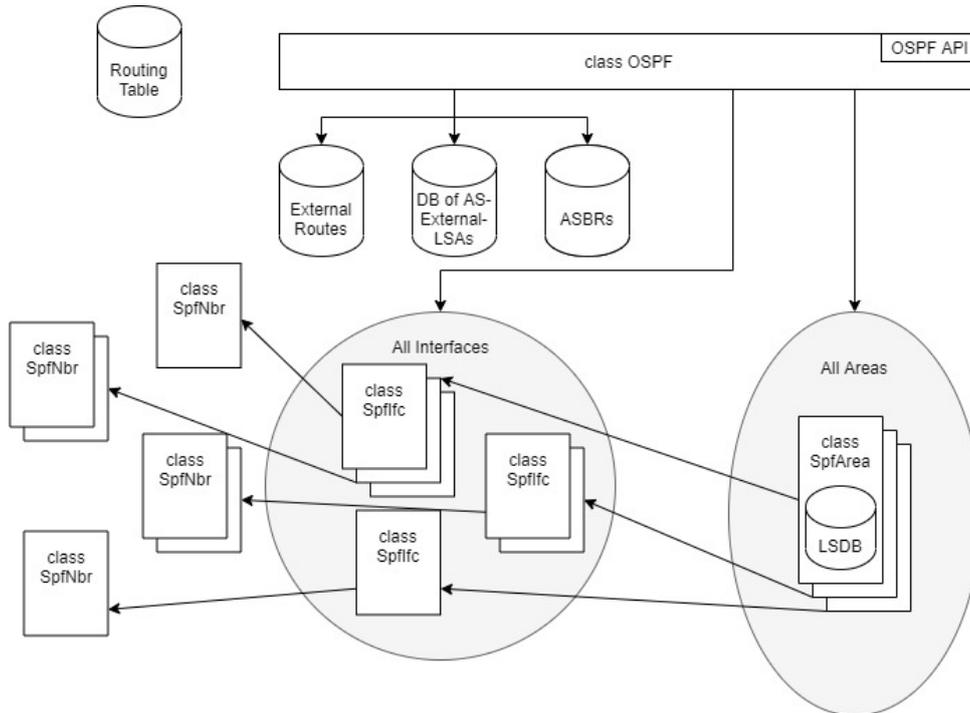 Routing
Table
OSPF API
class OSPF
External
Routes
DB of AS-
External-
LSAs
ASBRs
class
SpfNbr
All Interfaces
All Areas
class
SpfNbr
class
SpfIfc
class
SpfArea
LSDB
class
SpfNbr
class
SpfIfc
class
SpfNbr
class
SpfIfc